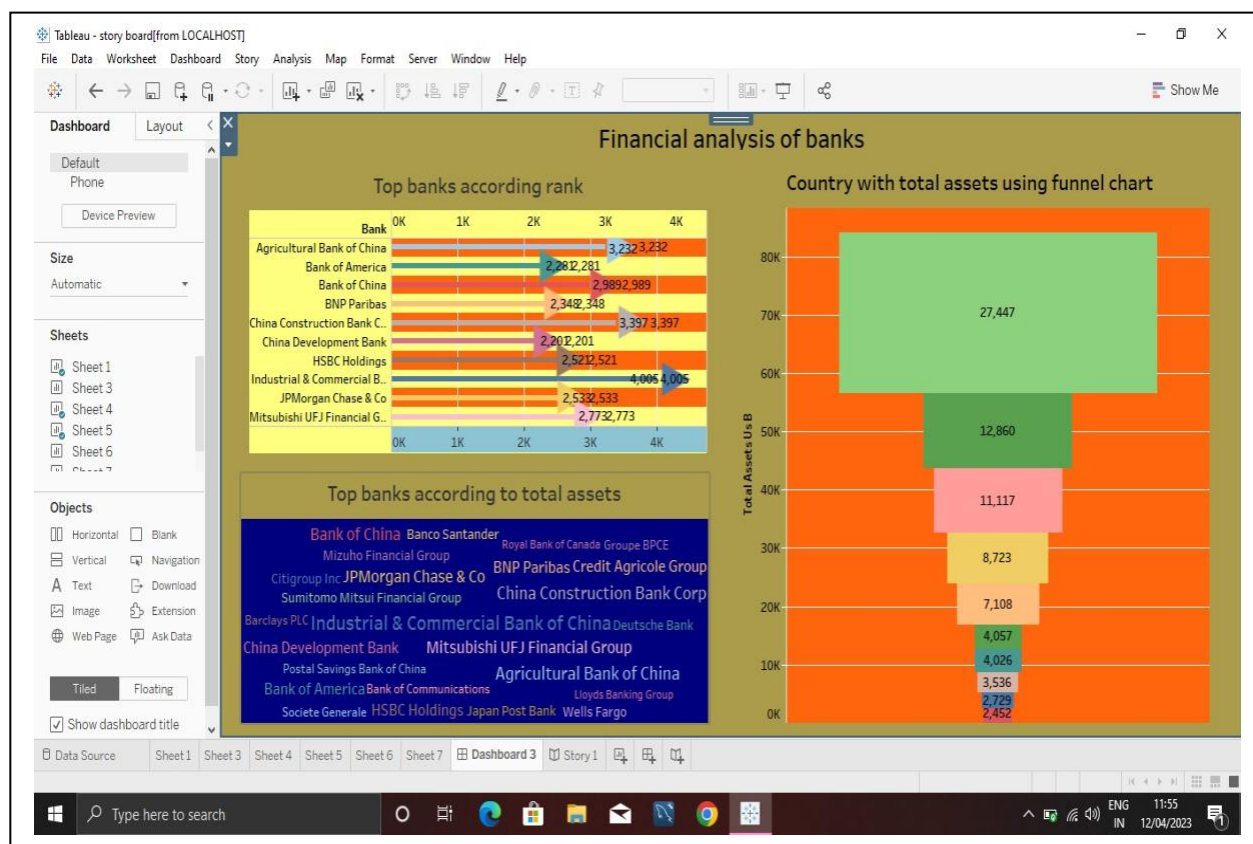 Tableau - story board[from LOCALHOST]
File Data Worksheet Dashboard Story Analysis Map Format Server Window Help
Show Me
Dashboard Layout
Default
Phone
Device Preview
Size
Automatic
Sheets
Sheet 1
Sheet 3
Sheet 4
Sheet 5
Sheet 6
Objects
Horizontal Blank
Vertical Navigation
Text Download
Image Extension
Web Page Ask Data
Tiled Floating
Show dashboard title
Financial analysis of banks
Top banks according rank
Bank 0K 1K 2K 3K 4K
Agricultural Bank of China 3,232 3,232
Bank of America 2,281 2,281
Bank of China 2,989 2,989
BNP Paribas 2,348 2,348
China Construction Bank C.. 3,397 3,397
China Development Bank 2,201 2,201
HSBC Holdings 2,521 2,521
Industrial & Commercial B.. 4,005 4,005
JPMorgan Chase & Co 2,533 2,533
Mitsubishi UFJ Financial G.. 2,773 2,773
0K 1K 2K 3K 4K
Top banks according to total assets
Bank of China Banco Santander
Royal Bank of Canada Groupe BPCE
Mizuho Financial Group
BNP Paribas Credit Agricole Group
Citigroup Inc JPMorgan Chase & Co
Sumitomo Mitsui Financial Group China Construction Bank Corp
Barclays PLC Industrial & Commercial Bank of China Deutsche Bank
China Development Bank Mitsubishi UFJ Financial Group
Postal Savings Bank of China Agricultural Bank of China
Bank of America Bank of Communications Lloyds Banking Group
Societe Generale HSBC Holdings Japan Post Bank Wells Fargo
Country with total assets using funnel chart
Total Assets Us B
80K
70K
60K
50K
40K
30K
20K
10K
0K
27,447
12,860
11,117
8,723
7,108
4,057
4,026
3,536
2,729
2,452
Data Source Sheet 1 Sheet 3 Sheet 4 Sheet 5 Sheet 6 Sheet 7 Dashboard 3 Story 1
Type here to search
ENG
IN
11:55
12/04/2023
1